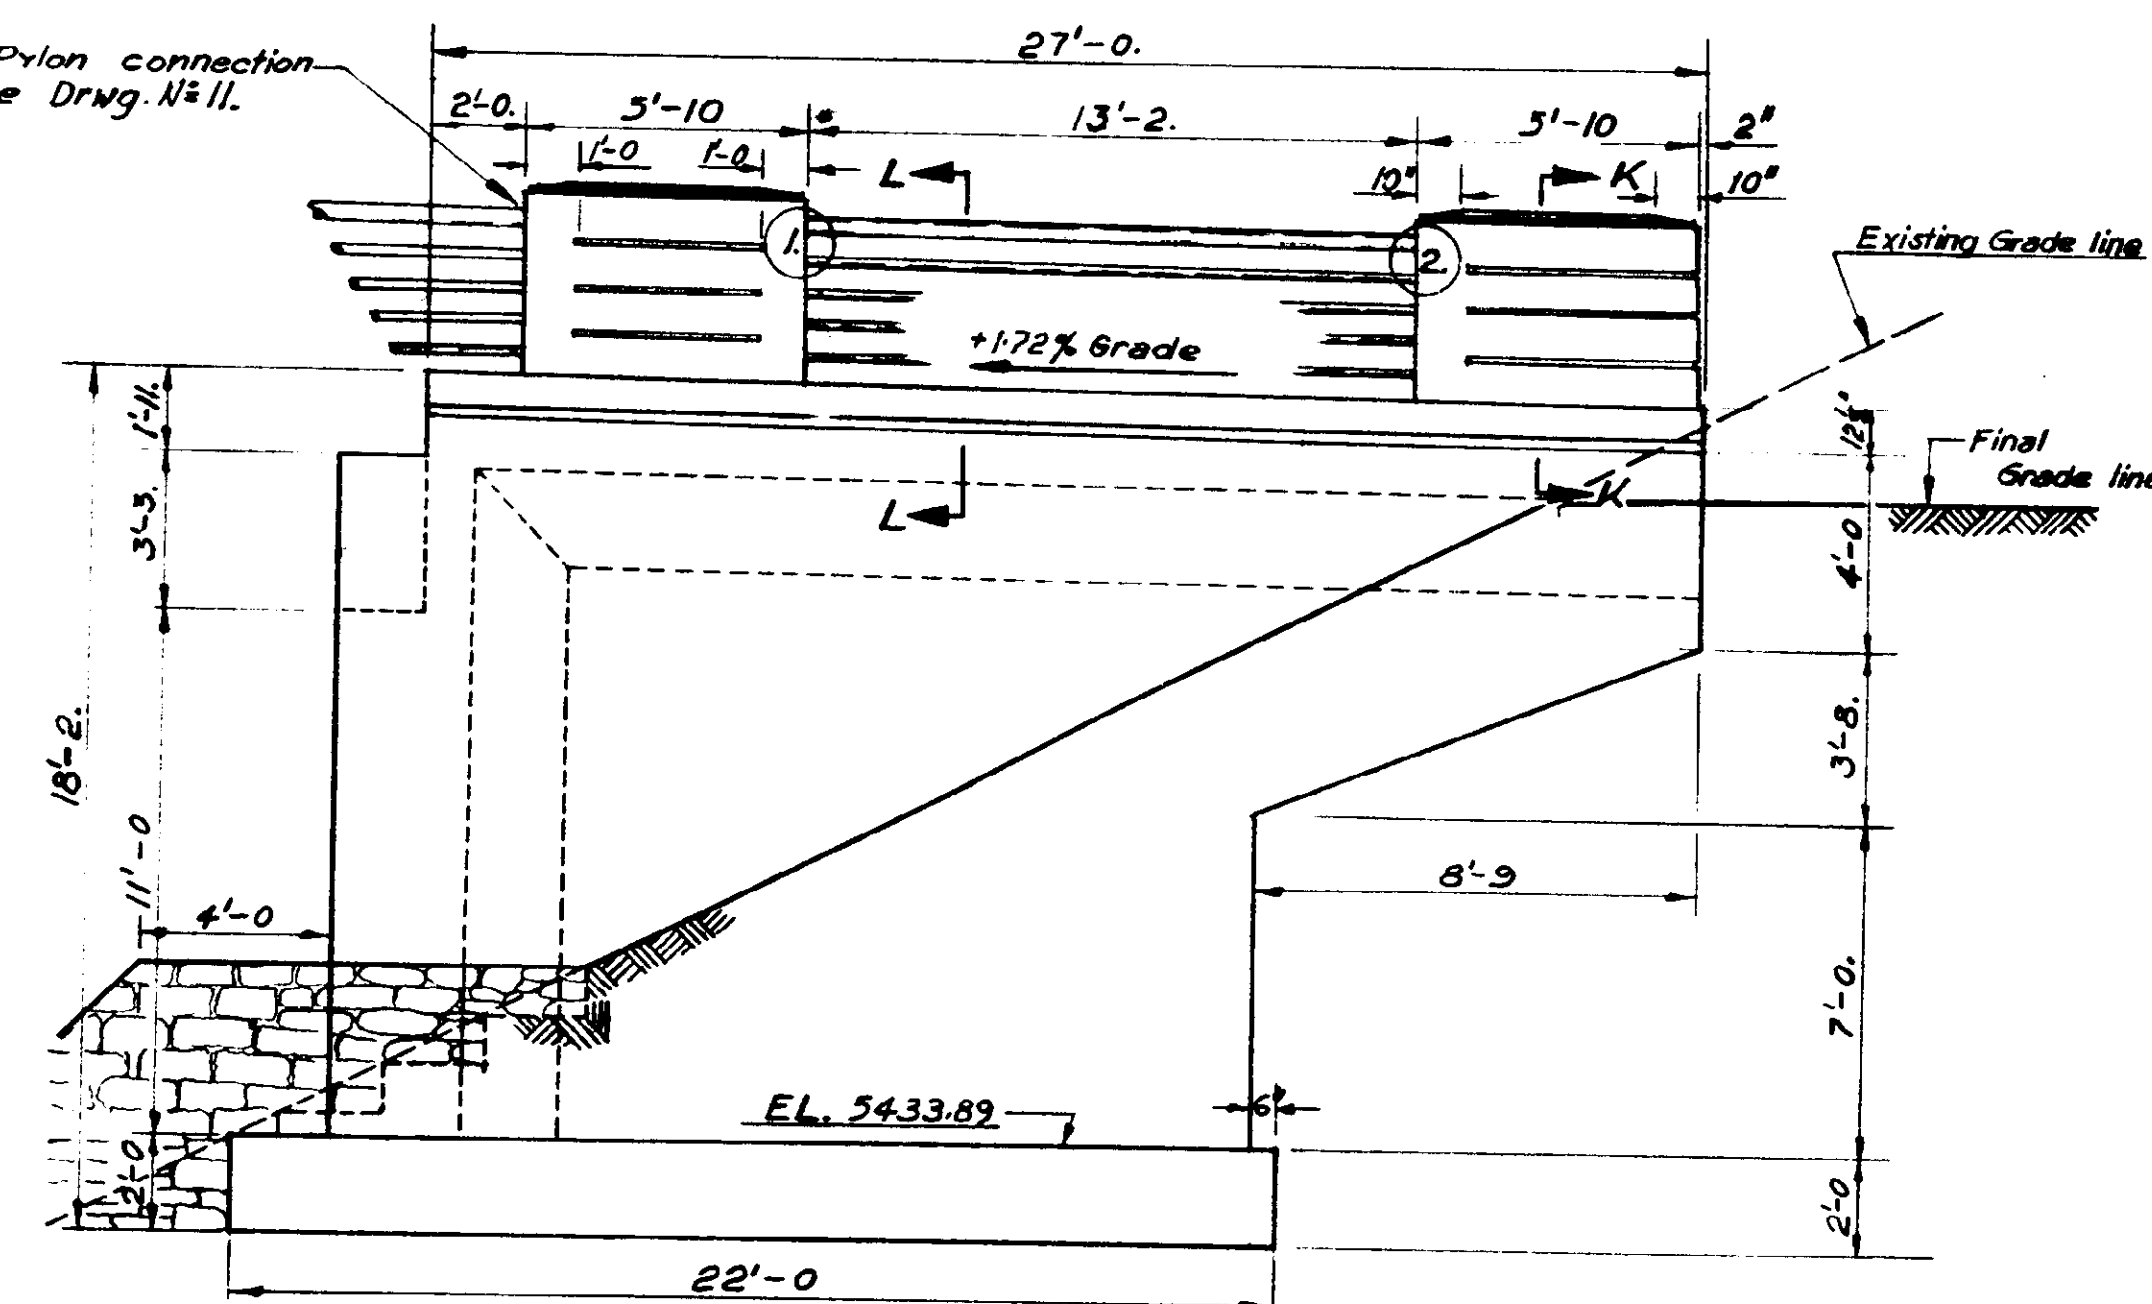 27'-0.
Pylon connection
e Drwg. Nº 11.
2'-0.
5'-10
*
13'-2.
5'-10
2"
1'-0
1'-0
L
10"
K
10"
1.
2.
Existing Grade line
+1.72% Grade
1'-11.
12½"
Final
Grade line
3'-3.
L
K
4'-0
18'-2.
3'-8.
11'-0
4'-0
8'-9
7'-0.
EL. 5433.89
6"
2'-0
2'-0
22'-0